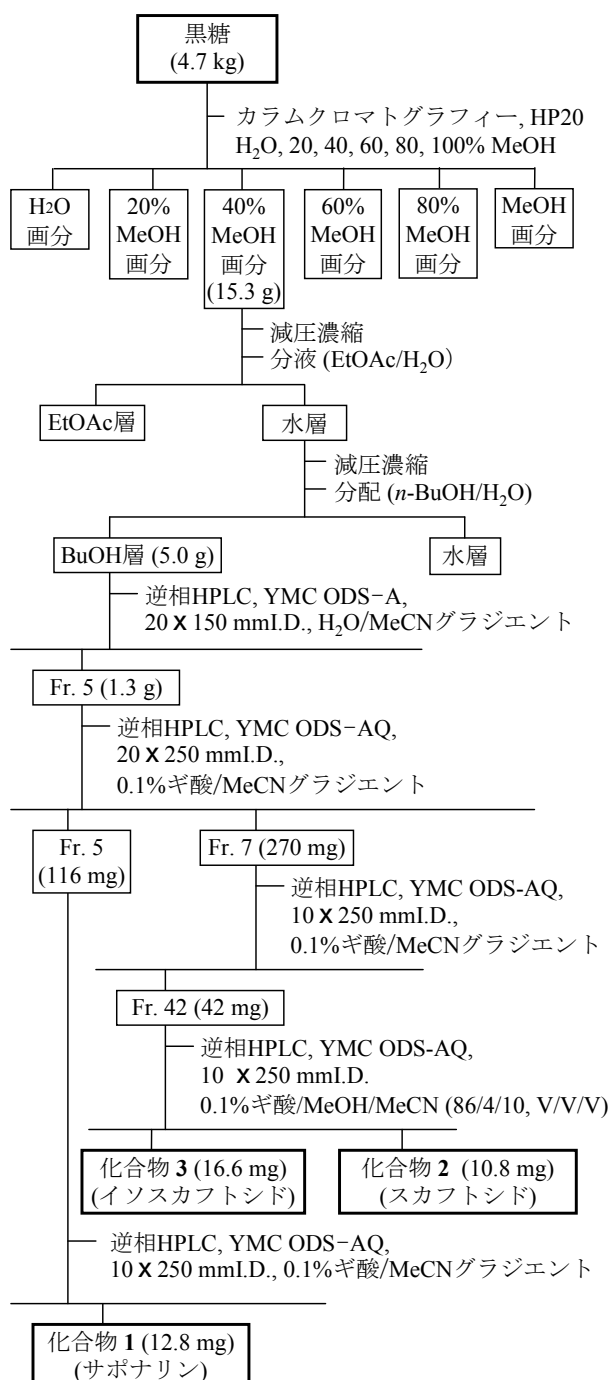 黒糖
(4.7 kg)
カラムクロマトグラフィー, HP20
H₂O, 20, 40, 60, 80, 100% MeOH
H2O
画分
20%
MeOH
画分
40%
MeOH
画分
(15.3 g)
60%
MeOH
画分
80%
MeOH
画分
MeOH
画分
減圧濃縮
分液 (EtOAc/H₂O)
EtOAc層
水層
減圧濃縮
分配 (n-BuOH/H₂O)
BuOH層 (5.0 g)
水層
逆相HPLC, YMC ODS-A,
20 x 150 mmI.D., H₂O/MeCNグラジエント
Fr. 5 (1.3 g)
逆相HPLC, YMC ODS-AQ,
20 x 250 mmI.D.,
0.1%ギ酸/MeCNグラジエント
Fr. 5
(116 mg)
Fr. 7 (270 mg)
逆相HPLC, YMC ODS-AQ,
10 x 250 mmI.D.,
0.1%ギ酸/MeCNグラジエント
Fr. 42 (42 mg)
逆相HPLC, YMC ODS-AQ,
10 x 250 mmI.D.
0.1%ギ酸/MeOH/MeCN (86/4/10, V/V/V)
化合物 3 (16.6 mg)
(イソスカフトシド)
化合物 2 (10.8 mg)
(スカフトシド)
逆相HPLC, YMC ODS-AQ,
10 x 250 mmI.D., 0.1%ギ酸/MeCNグラジエント
化合物 1 (12.8 mg)
(サポナリン)